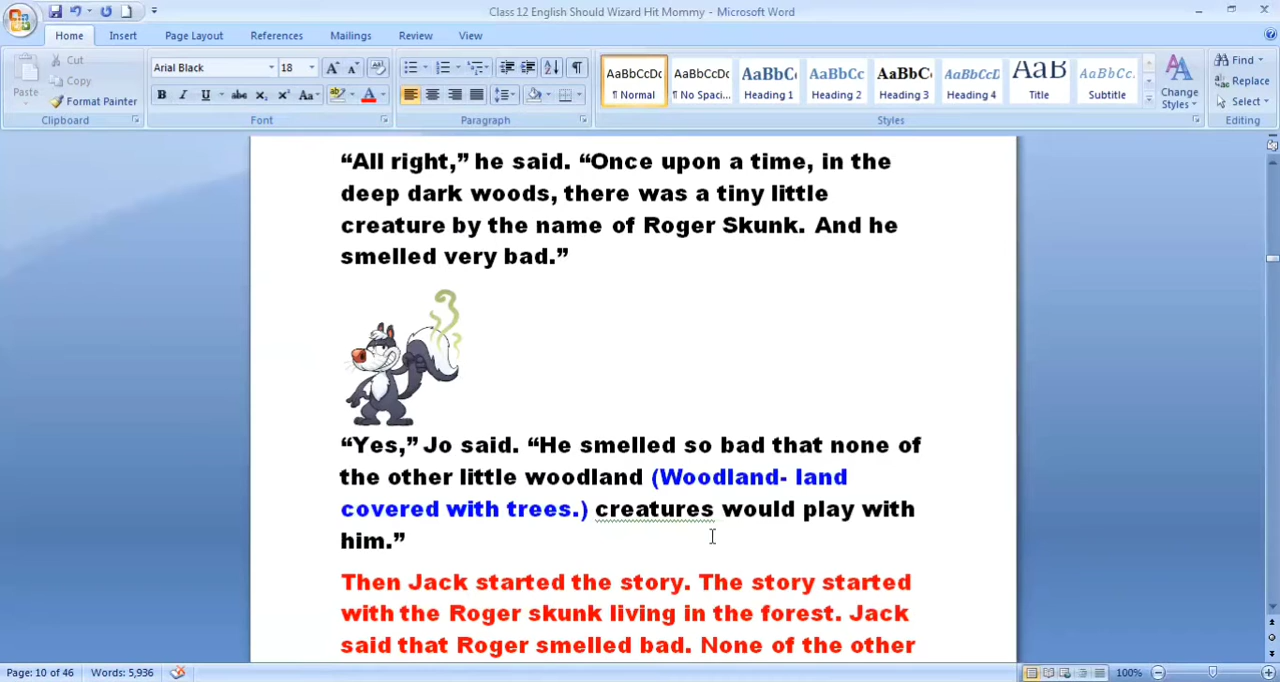 Class 12 English Should Wizard Hit Mommy - Microsoft Word
Home Insert Page Layout References Mailings Review View
Cut
Copy
Format Painter
Paste
Clipboard
Arial Black 18
Font
Paragraph
AaBbCcDc AaBbCcDc AaBbC AaBbCc AaBbC AaBbCcD AaB AaBbCc.
¶ Normal ¶ No Spaci... Heading 1 Heading 2 Heading 3 Heading 4 Title Subtitle
Change Styles
Styles
Find
Replace
Select
Editing
“All right,” he said. “Once upon a time, in the
deep dark woods, there was a tiny little
creature by the name of Roger Skunk. And he
smelled very bad.”
“Yes,” Jo said. “He smelled so bad that none of
the other little woodland (Woodland- land
covered with trees.) creatures would play with
him.”
Then Jack started the story. The story started
with the Roger skunk living in the forest. Jack
said that Roger smelled bad. None of the other
Page: 10 of 46 Words: 5,936 100%